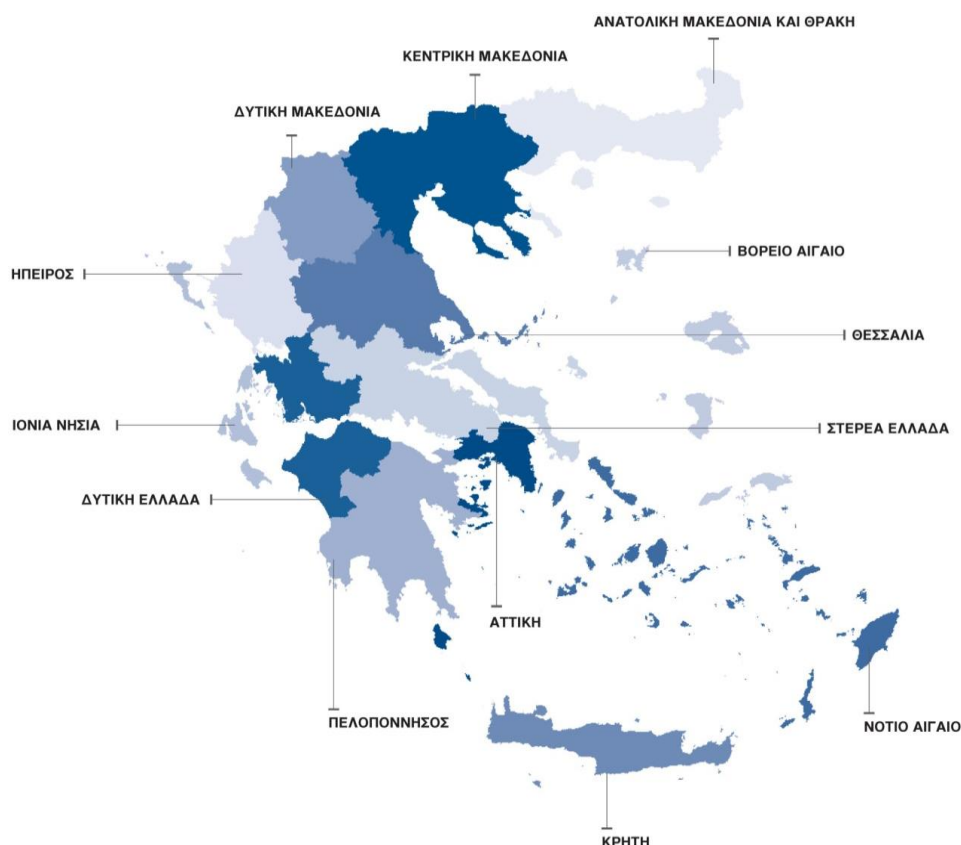 ΑΝΑΤΟΛΙΚΗ ΜΑΚΕΔΟΝΙΑ ΚΑΙ ΘΡΑΚΗ
ΚΕΝΤΡΙΚΗ ΜΑΚΕΔΟΝΙΑ
ΔΥΤΙΚΗ ΜΑΚΕΔΟΝΙΑ
ΒΟΡΕΙΟ ΑΙΓΑΙΟ
ΗΠΕΙΡΟΣ
ΘΕΣΣΑΛΙΑ
ΙΟΝΙΑ ΝΗΣΙΑ
ΣΤΕΡΕΑ ΕΛΛΑΔΑ
ΔΥΤΙΚΗ ΕΛΛΑΔΑ
ΑΤΤΙΚΗ
ΠΕΛΟΠΟΝΝΗΣΟΣ
ΝΟΤΙΟ ΑΙΓΑΙΟ
ΚΡΗΤΗ